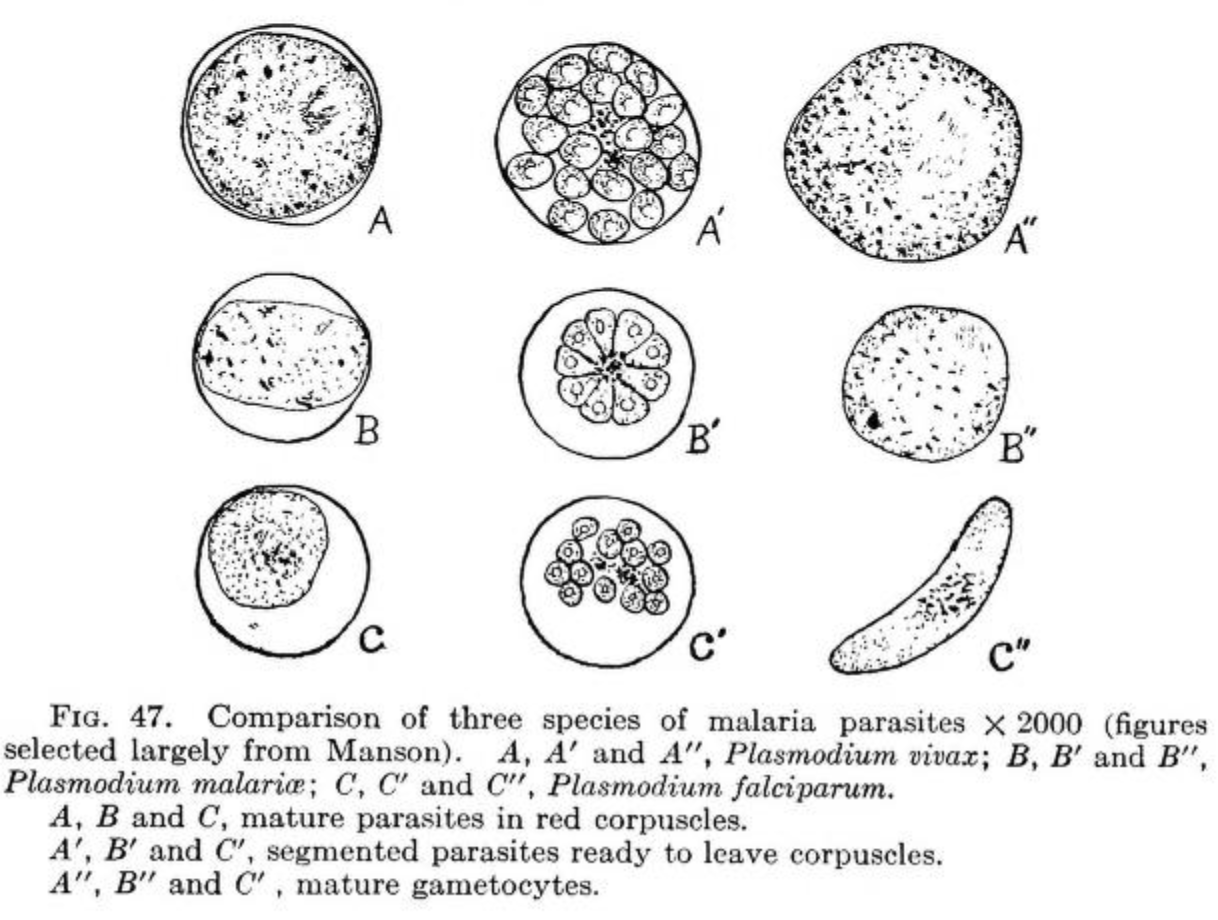 A
A′
A″
B
B′
B″
C
C′
C″
FIG. 47. Comparison of three species of malaria parasites × 2000 (figures
selected largely from Manson). A, A′ and A″, Plasmodium vivax; B, B′ and B″,
Plasmodium malariæ; C, C′ and C″, Plasmodium falciparum.
A, B and C, mature parasites in red corpuscles.
A′, B′ and C′, segmented parasites ready to leave corpuscles.
A″, B″ and C′ , mature gametocytes.